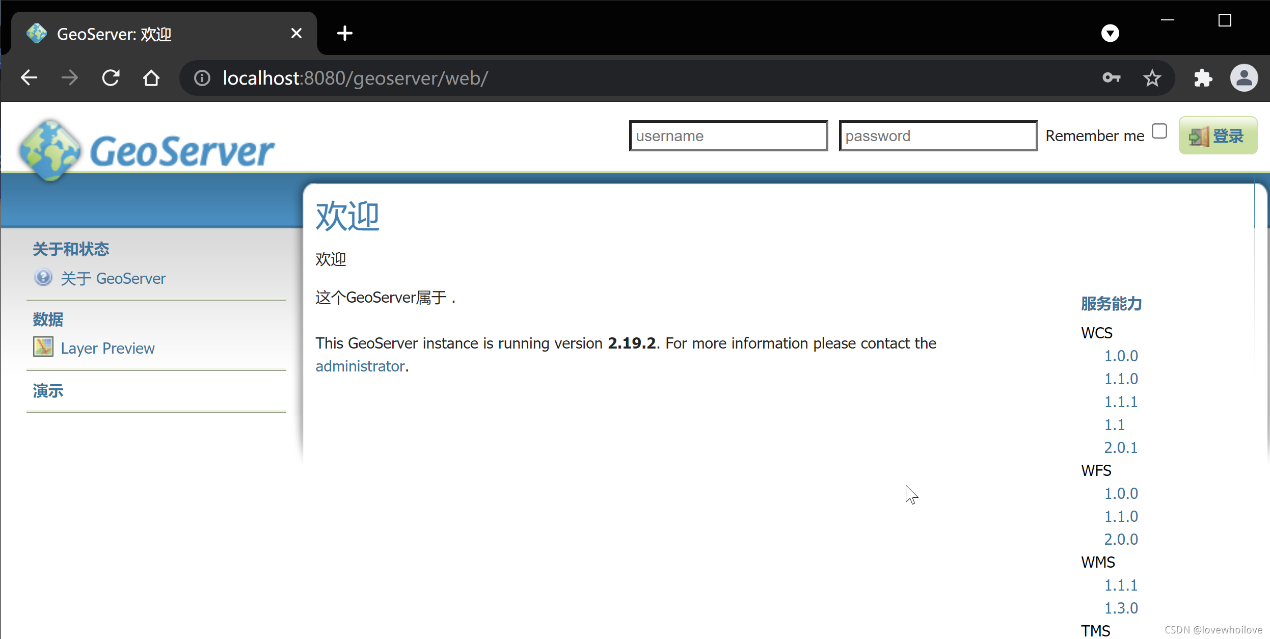 GeoServer: 欢迎
localhost:8080/geoserver/web/
GeoServer
username
password
Remember me
登录
关于和状态
关于 GeoServer
数据
Layer Preview
演示
欢迎
欢迎
这个GeoServer属于 .
This GeoServer instance is running version 2.19.2. For more information please contact the
administrator.
服务能力
WCS
1.0.0
1.1.0
1.1.1
1.1
2.0.1
WFS
1.0.0
1.1.0
2.0.0
WMS
1.1.1
1.3.0
TMS
CSDN @lovewhoilove